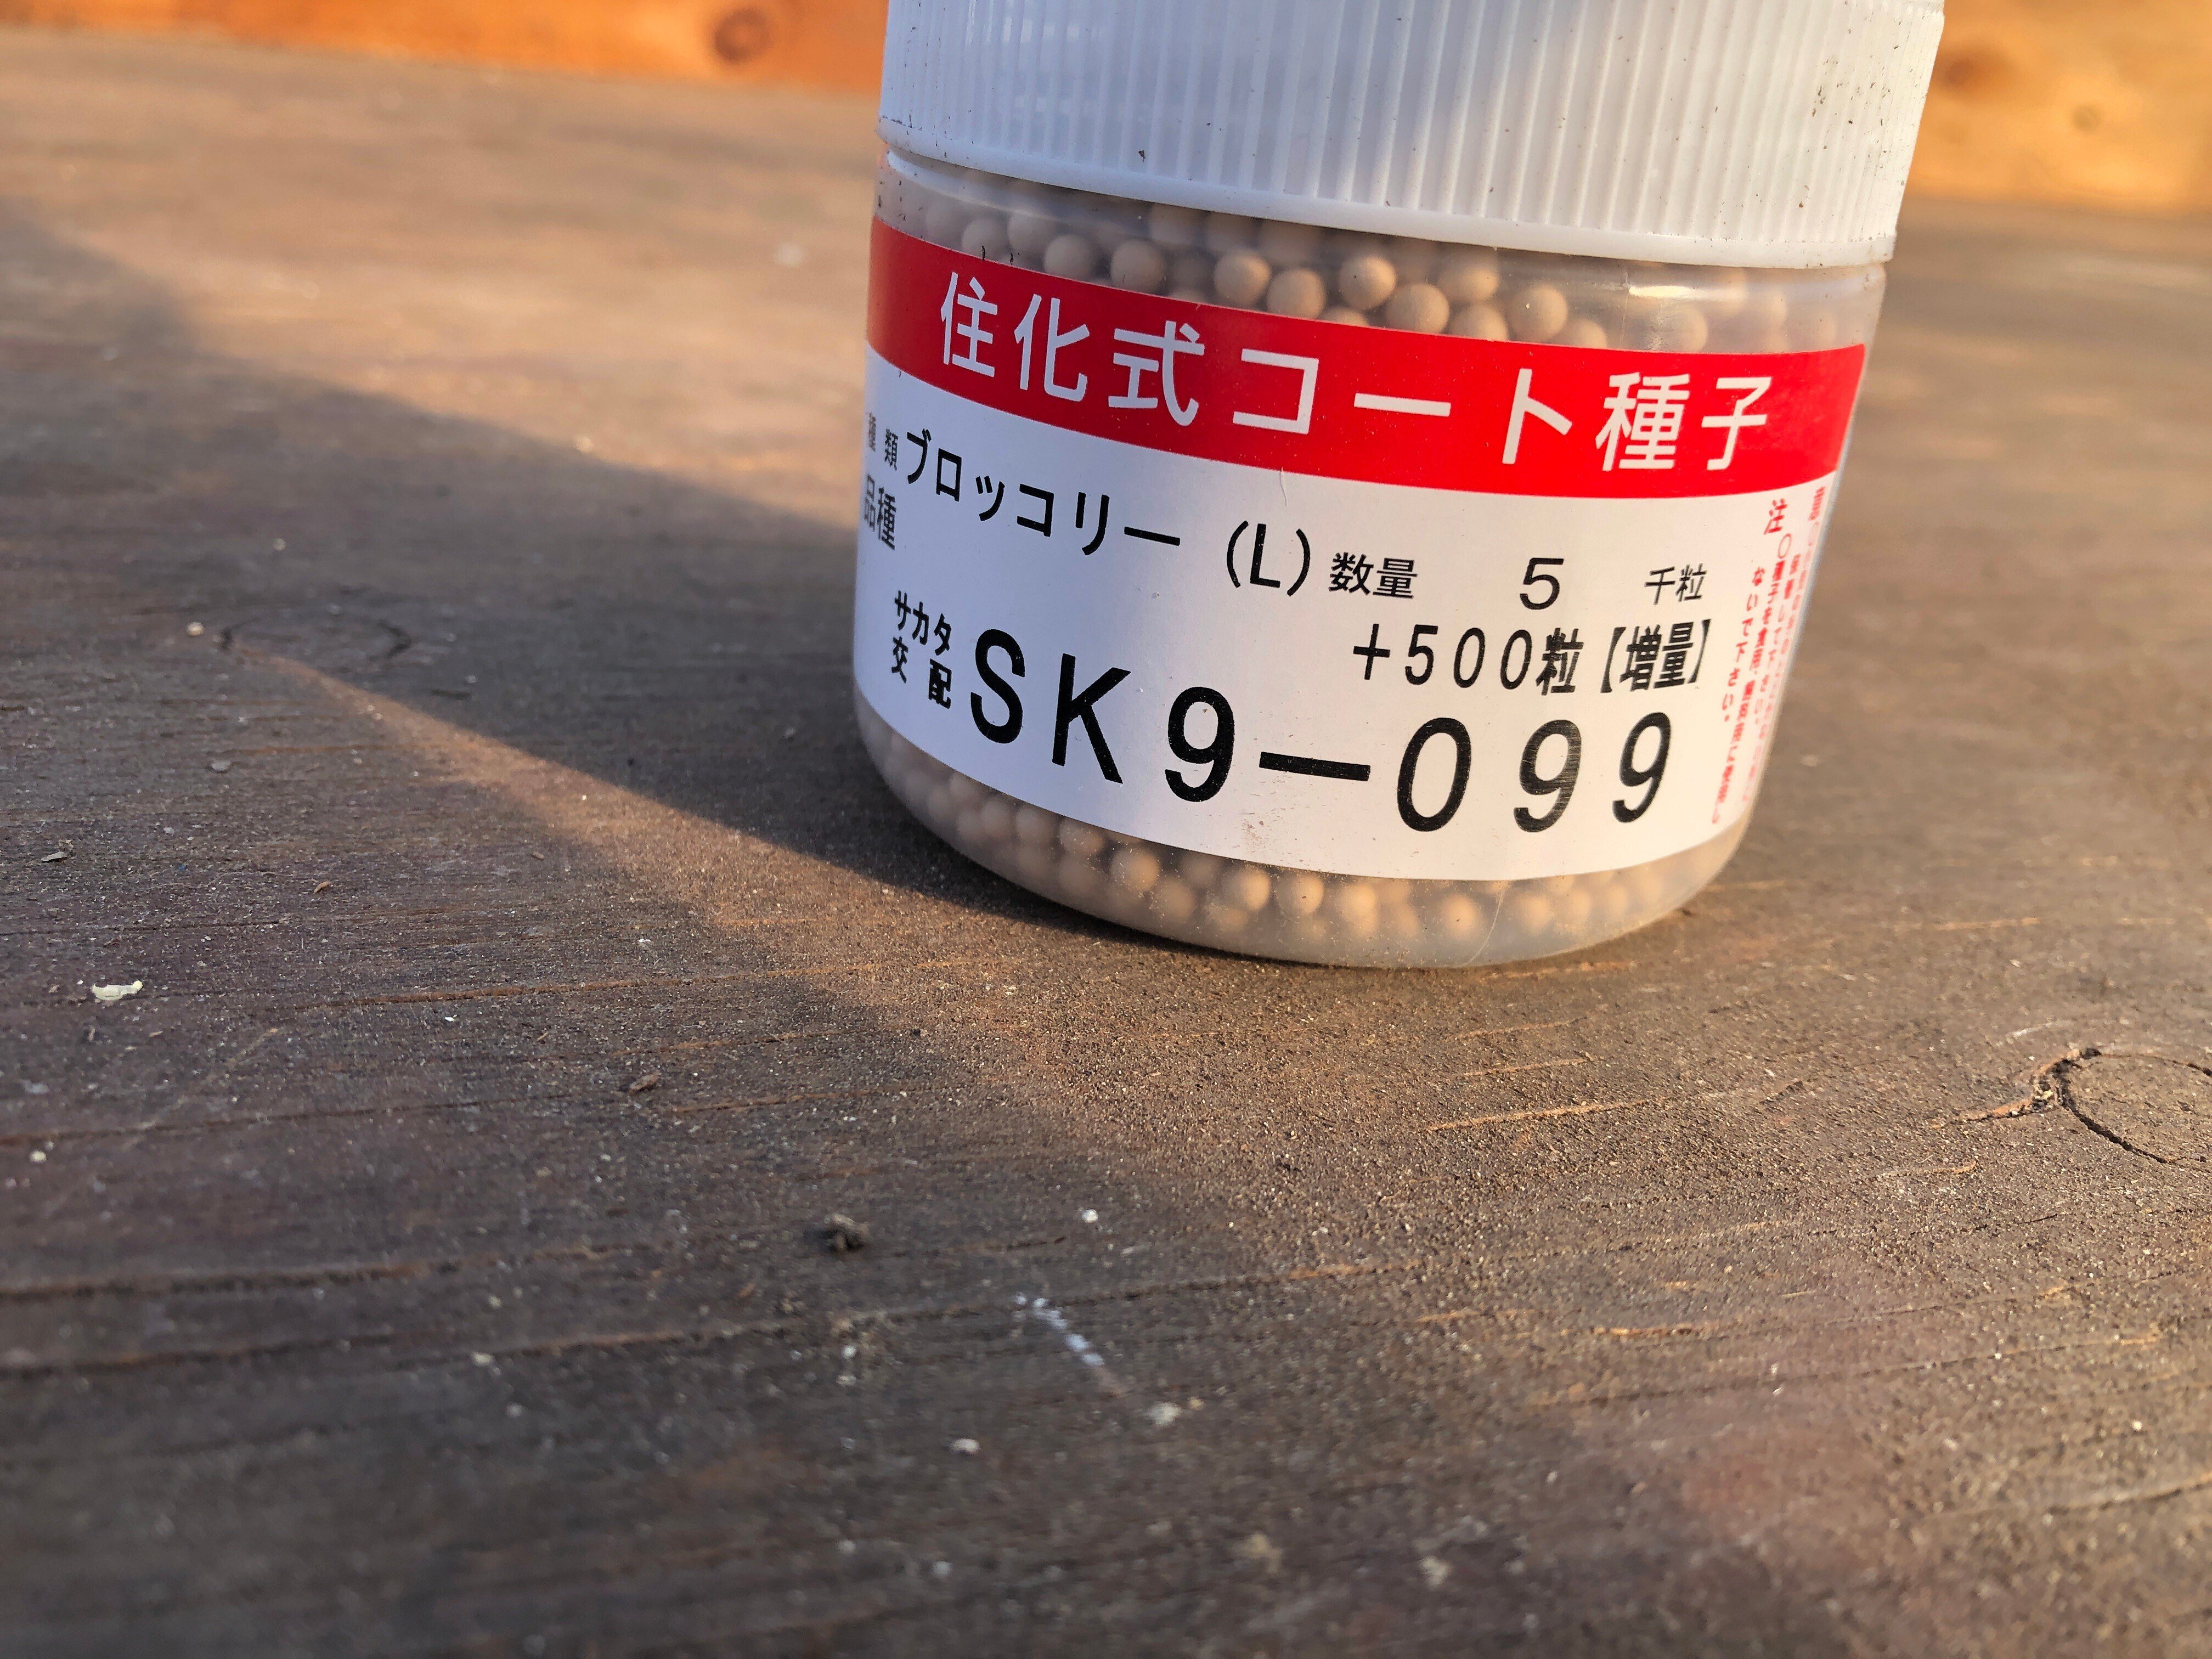 住化式コート種子
種類 ブロッコリー (L) 数量 5 千粒
品種
+500粒【増量】
サカタ
交配 SK9-099
注